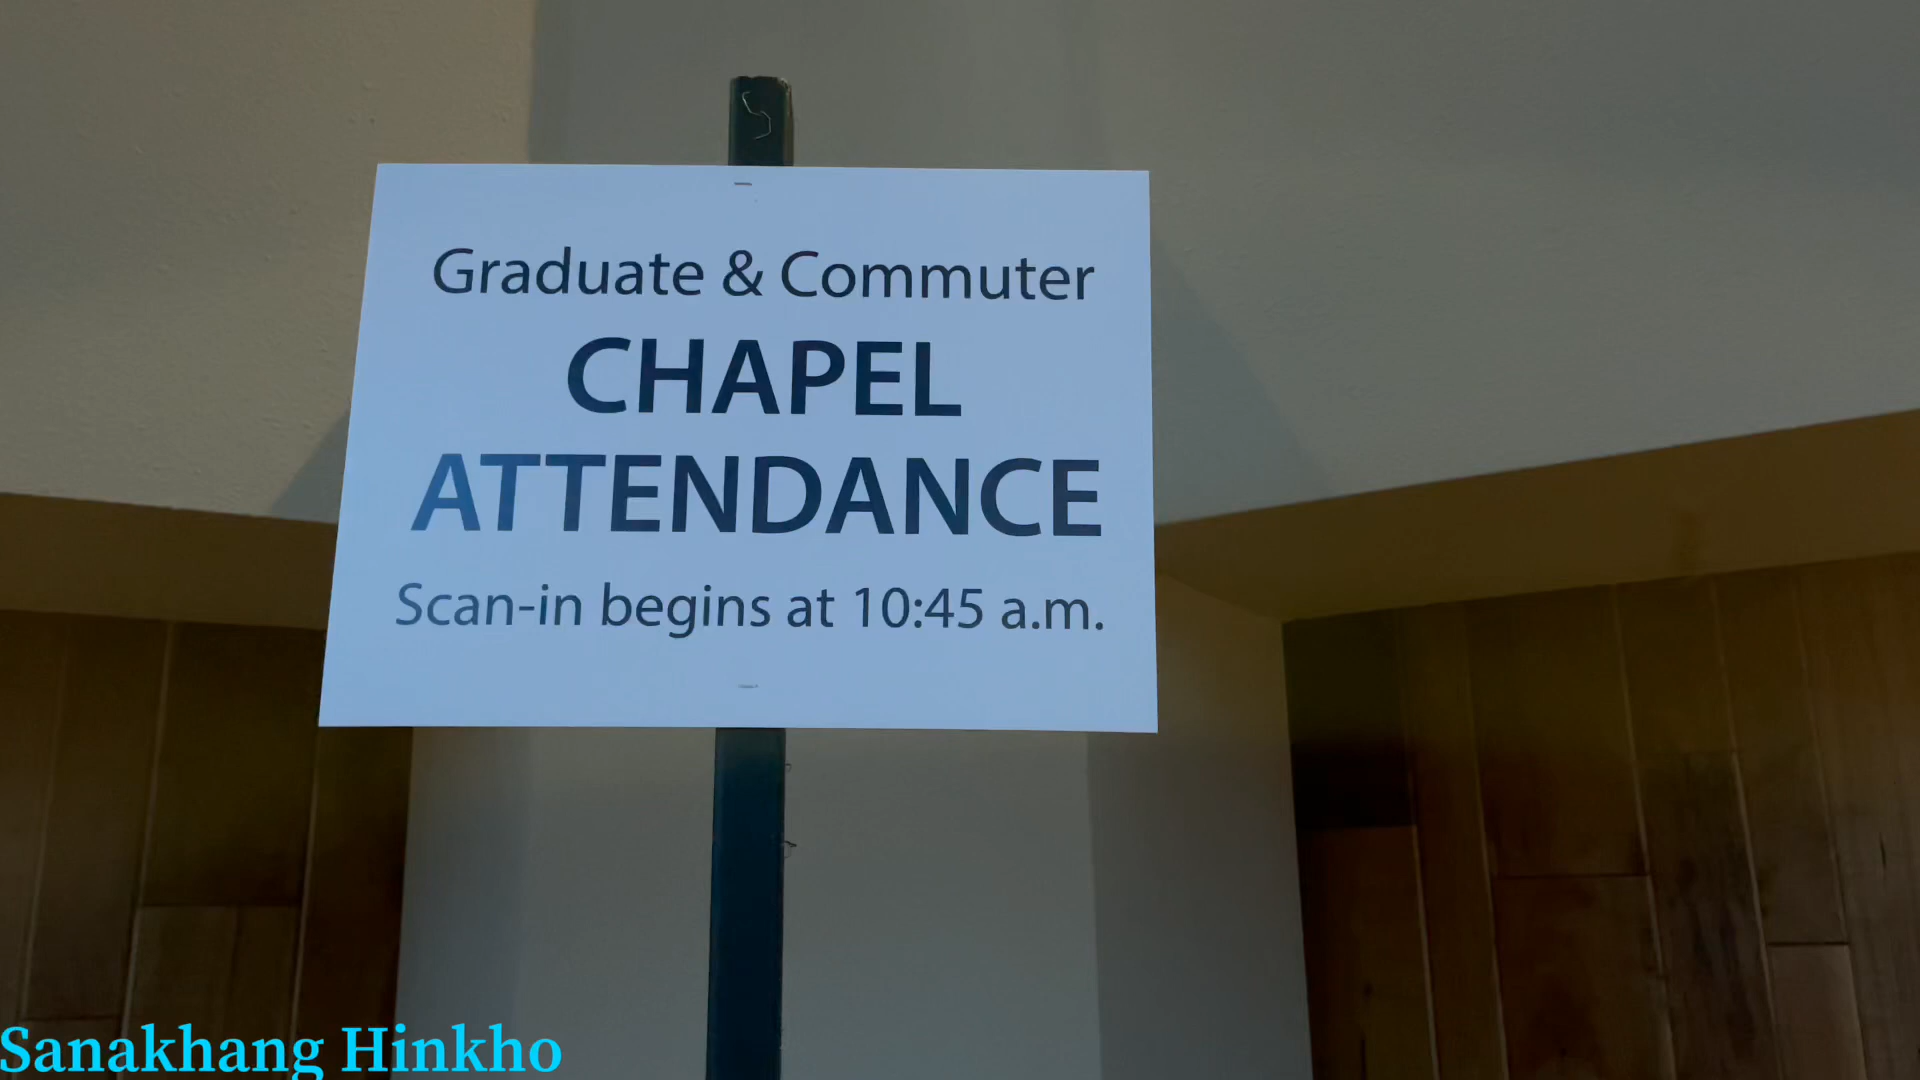 Graduate & Commuter
CHAPEL
ATTENDANCE
Scan-in begins at 10:45 a.m.
Sanakhang Hinkho